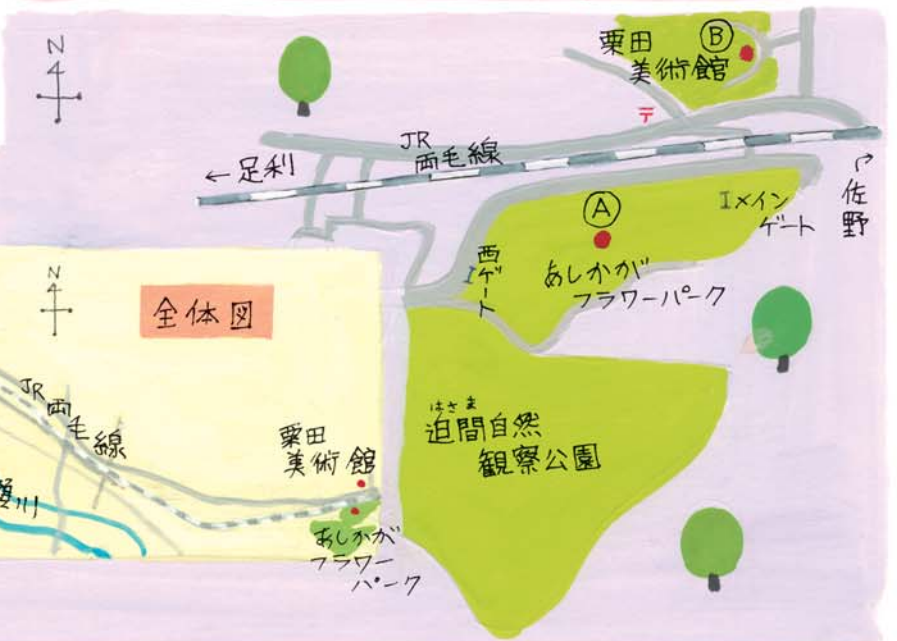 N
栗田
美術館
Ⓑ
〒
JR
両毛線
←足利
佐野
Ⓐ
メイン
ゲート
西ゲート
あしかが
フラワーパーク
N
全体図
JR両毛線
栗田
美術館
川
あしかが
フラワー
パーク
はさま
迫間自然
観察公園